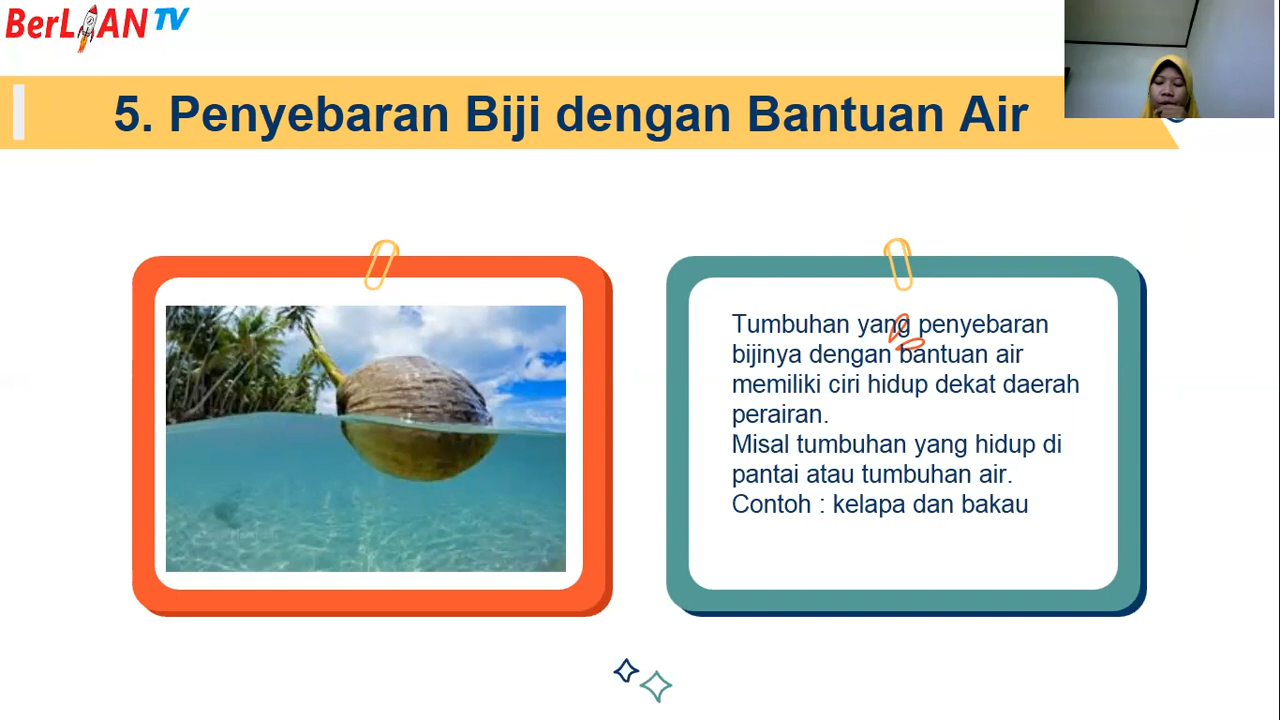 BerLIAN TV
5. Penyebaran Biji dengan Bantuan Air
Tumbuhan yang penyebaran
bijinya dengan bantuan air
memiliki ciri hidup dekat daerah
perairan.
Misal tumbuhan yang hidup di
pantai atau tumbuhan air.
Contoh : kelapa dan bakau